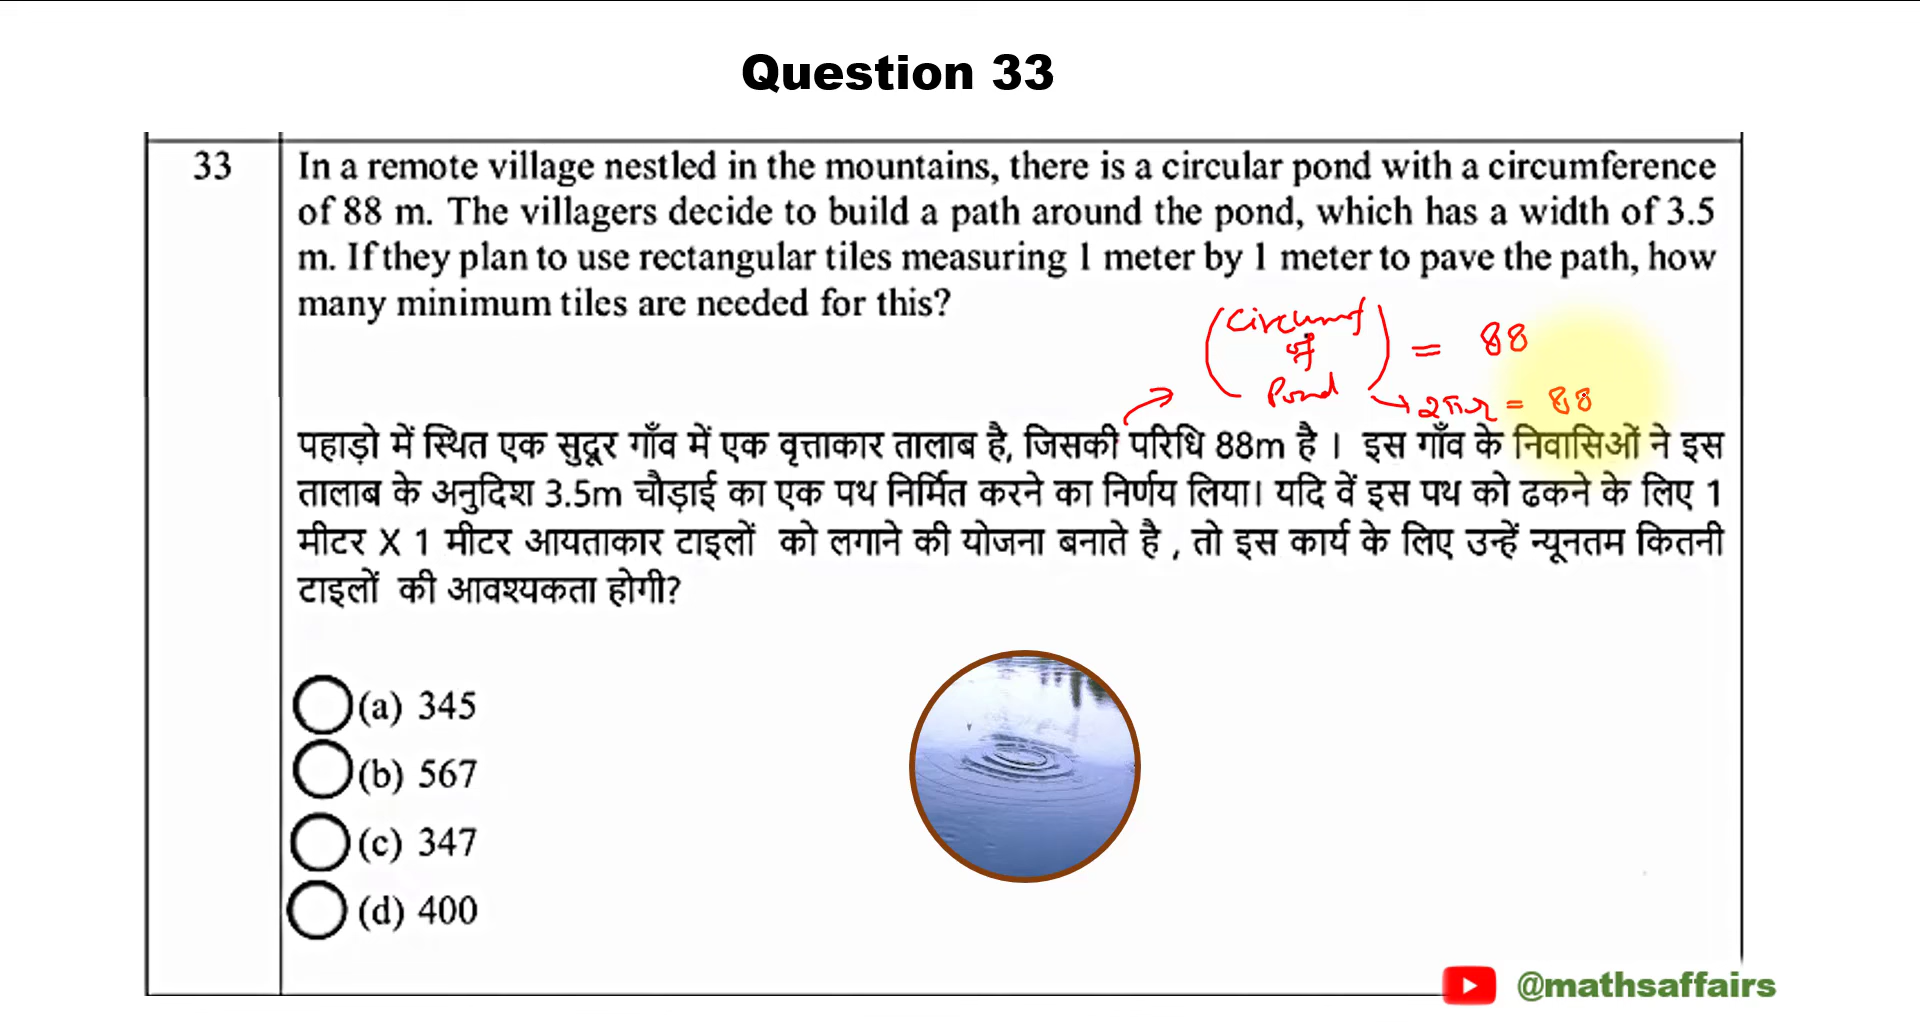 Question 33
33
In a remote village nestled in the mountains, there is a circular pond with a circumference
of 88 m. The villagers decide to build a path around the pond, which has a width of 3.5
m. If they plan to use rectangular tiles measuring 1 meter by 1 meter to pave the path, how
many minimum tiles are needed for this?
(Circumf
of
Pond) = 88
→ 2πr = 88
पहाड़ो में स्थित एक सुदूर गाँव में एक वृत्ताकार तालाब है, जिसकी परिधि 88m है । इस गाँव के निवासिओं ने इस
तालाब के अनुदिश 3.5m चौड़ाई का एक पथ निर्मित करने का निर्णय लिया। यदि वें इस पथ को ढकने के लिए 1
मीटर X 1 मीटर आयताकार टाइलों को लगाने की योजना बनाते है , तो इस कार्य के लिए उन्हें न्यूनतम कितनी
टाइलों की आवश्यकता होगी?
(a) 345
(b) 567
(c) 347
(d) 400
@mathsaffairs